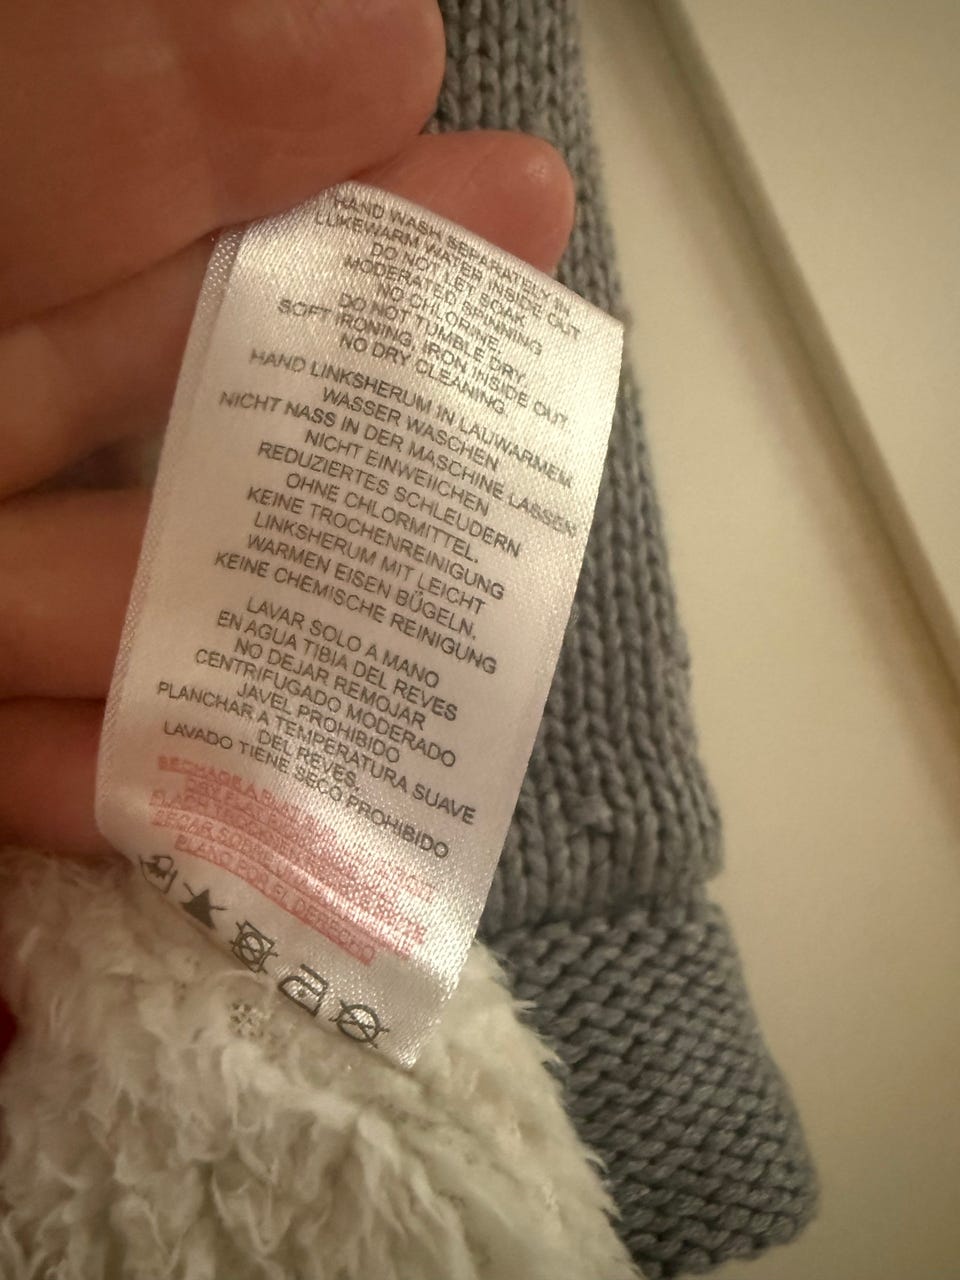 HAND WASH SEPARATELY IN
LUKEWARM WATER INSIDE OUT
DO NOT LET SOAK.
MODERATED SPINNING
NO CHLORINE.
DO NOT TUMBLE DRY.
SOFT IRONING, IRON INSIDE OUT.
NO DRY CLEANING.
HAND LINKSHERUM IN LAUWARMEM
WASSER WASCHEN
NICHT NASS IN DER MASCHINE LASSEN
NICHT EINWEIICHEN
REDUZIERTES SCHLEUDERN
OHNE CHLORMITTEL.
KEINE TROCHENREINIGUNG
LINKSHERUM MIT LEICHT
WARMEN EISEN BÜGELN.
KEINE CHEMISCHE REINIGUNG
LAVAR SOLO A MANO
EN AGUA TIBIA DEL REVES
NO DEJAR REMOJAR
CENTRIFUGADO MODERADO
JAVEL PROHIBIDO
PLANCHAR A TEMPERATURA SUAVE
DEL REVES.
LAVADO TIENE SECO PROHIBIDO
SECHAGE A